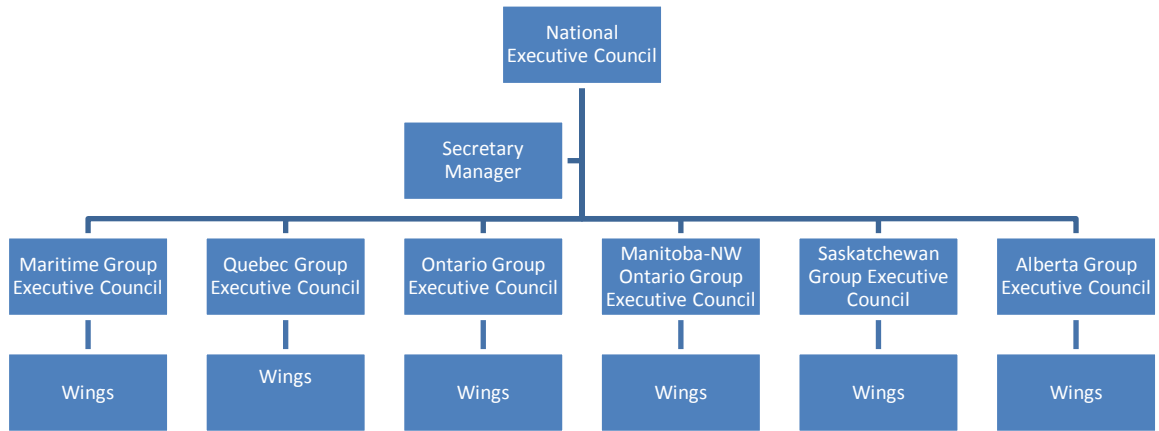 National
Executive Council
Secretary
Manager
Maritime Group
Executive Council
Quebec Group
Executive Council
Ontario Group
Executive Council
Manitoba-NW
Ontario Group
Executive Council
Saskatchewan
Group Executive
Council
Alberta Group
Executive Council
Wings
Wings
Wings
Wings
Wings
Wings